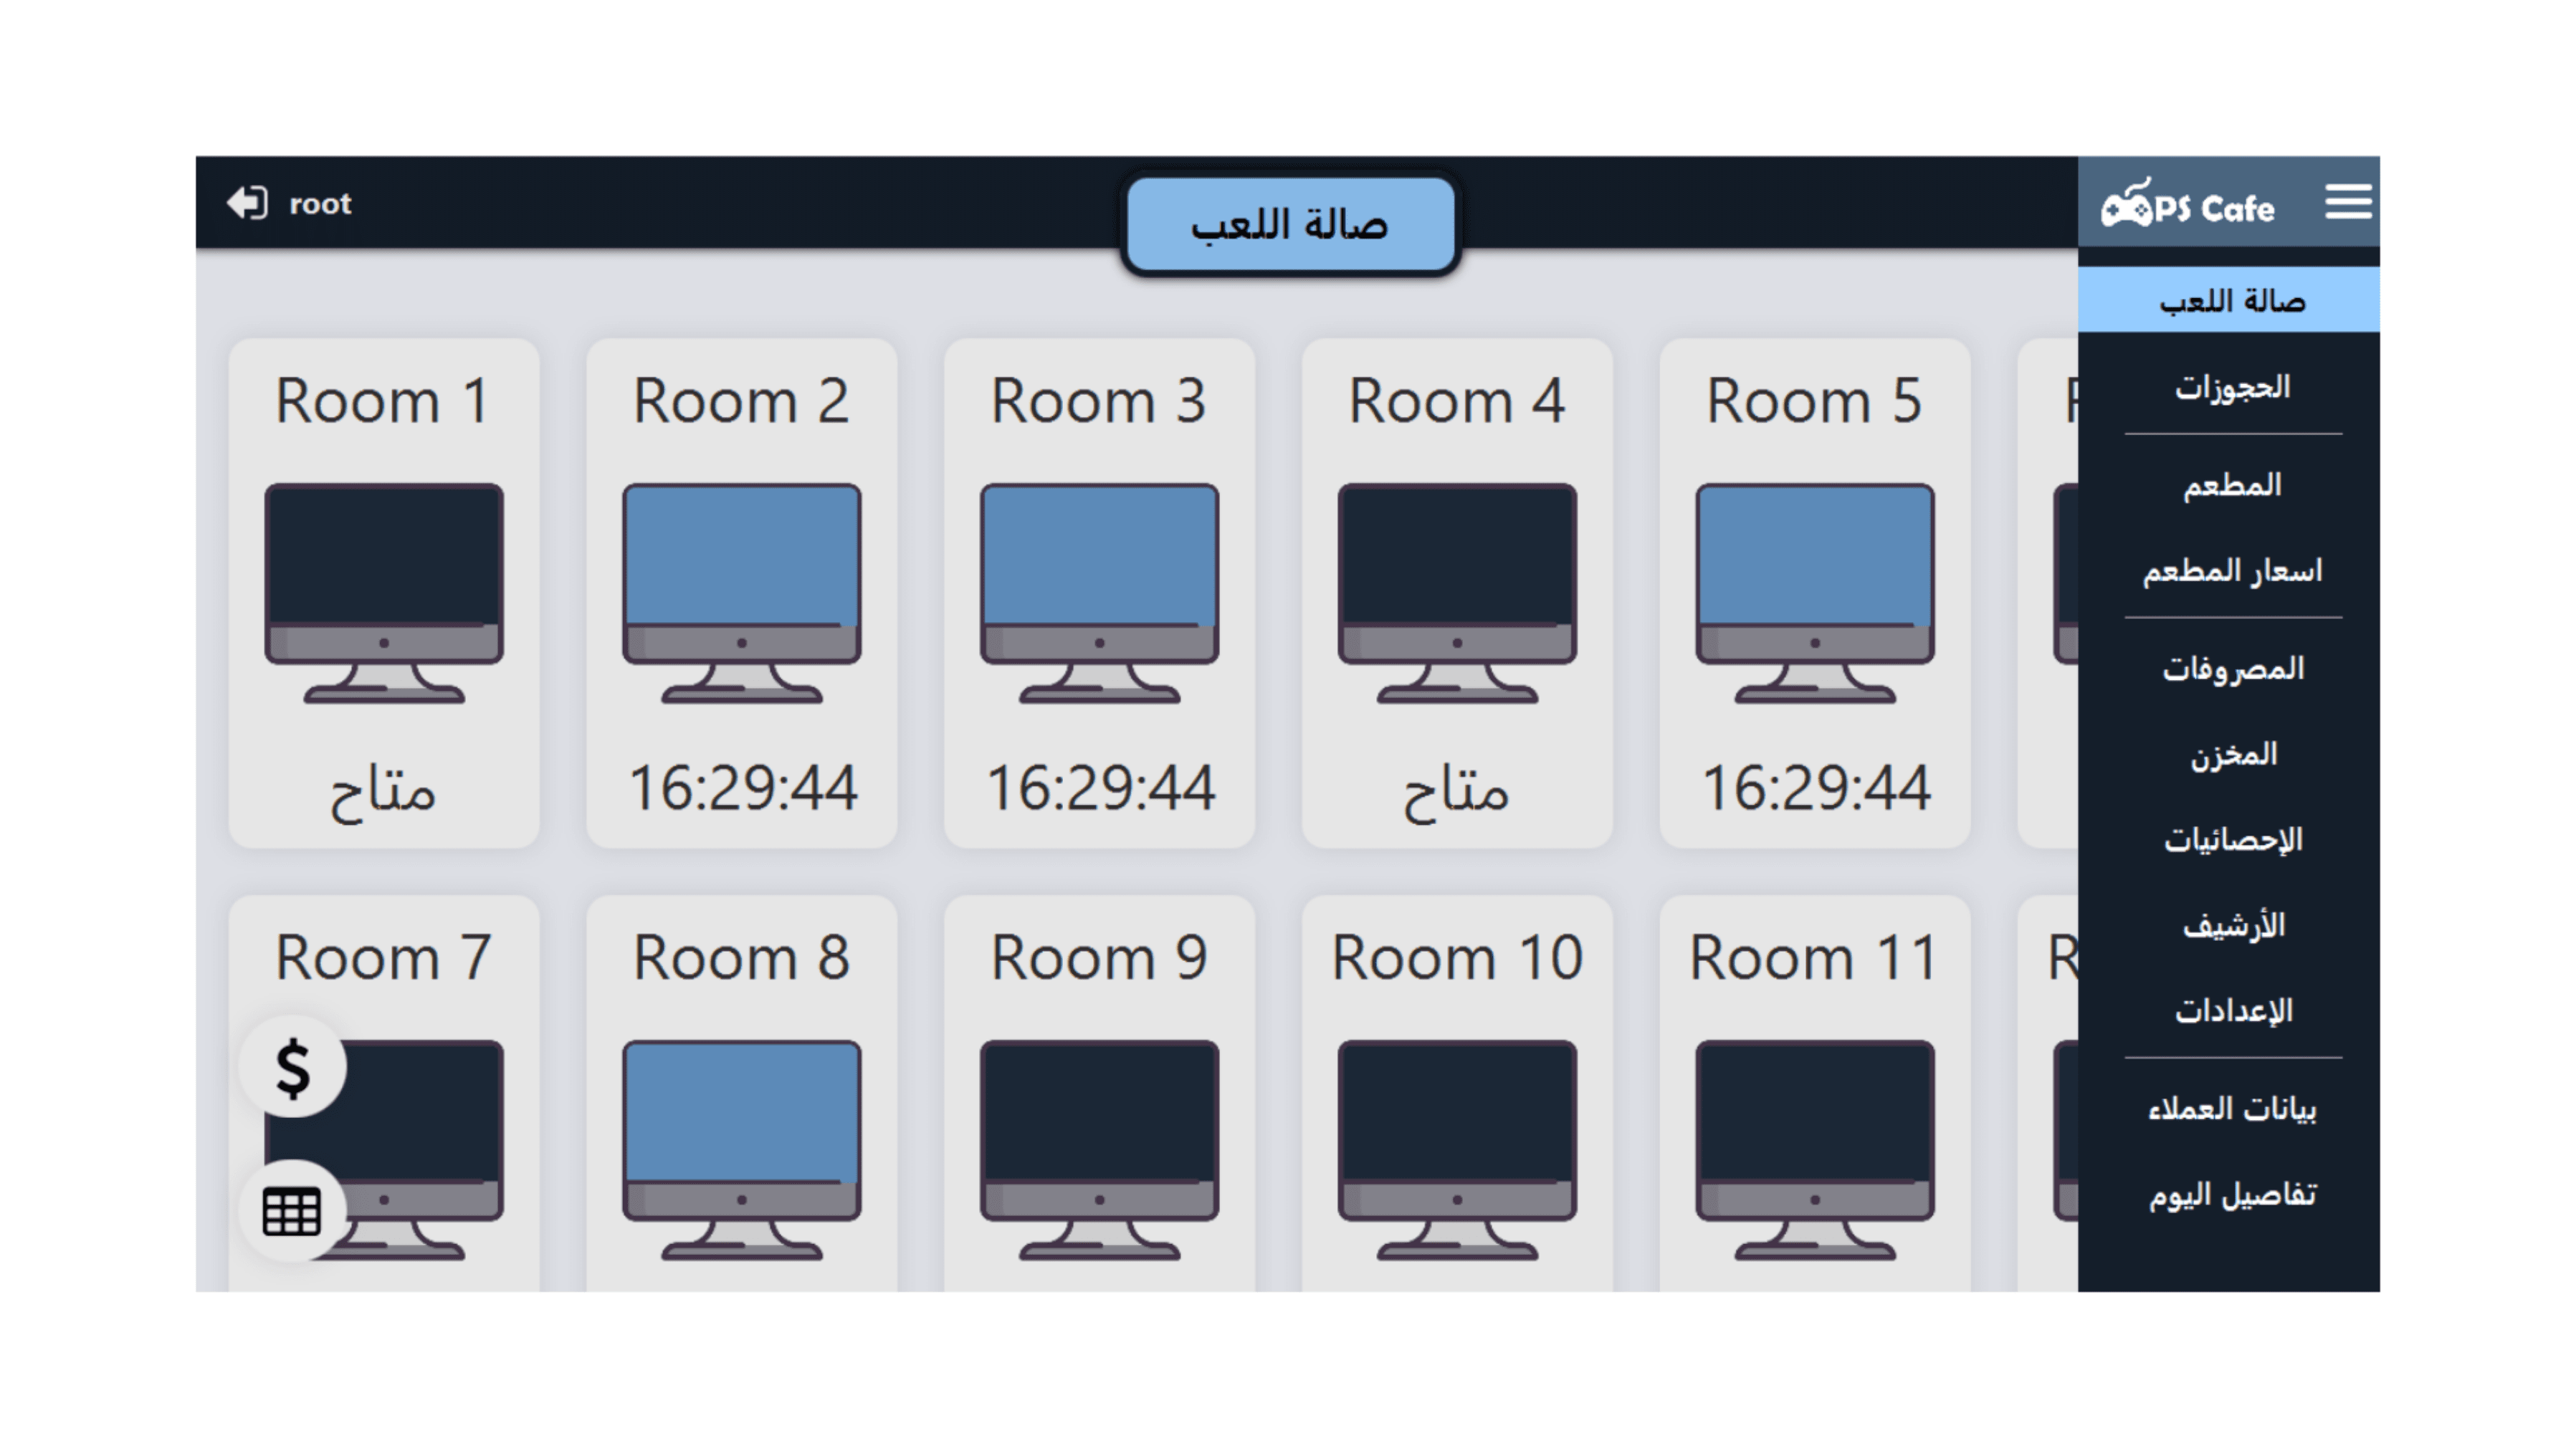 root
صالة اللعب
PS Cafe
صالة اللعب
الحجوزات
المطعم
اسعار المطعم
المصروفات
المخزن
الإحصائيات
الأرشيف
الإعدادات
بيانات العملاء
تفاصيل اليوم
Room 1
متاح
Room 2
16:29:44
Room 3
16:29:44
Room 4
متاح
Room 5
16:29:44
Room 7
$
Room 8
Room 9
Room 10
Room 11